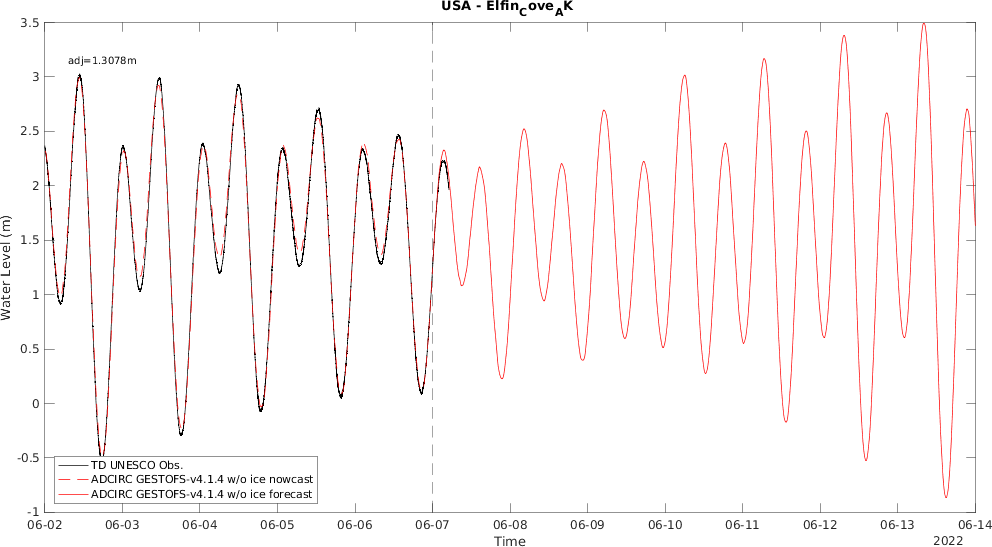 USA - Elfin_Cove_AK
adj=1.3078m
3.5
3
2.5
2
1.5
1
0.5
0
-0.5
-1
Water Level (m)
TD UNESCO Obs.
ADCIRC GESTOFS-v4.1.4 w/o ice nowcast
ADCIRC GESTOFS-v4.1.4 w/o ice forecast
06-02 06-03 06-04 06-05 06-06 06-07 06-08 06-09 06-10 06-11 06-12 06-13 06-14
Time
2022